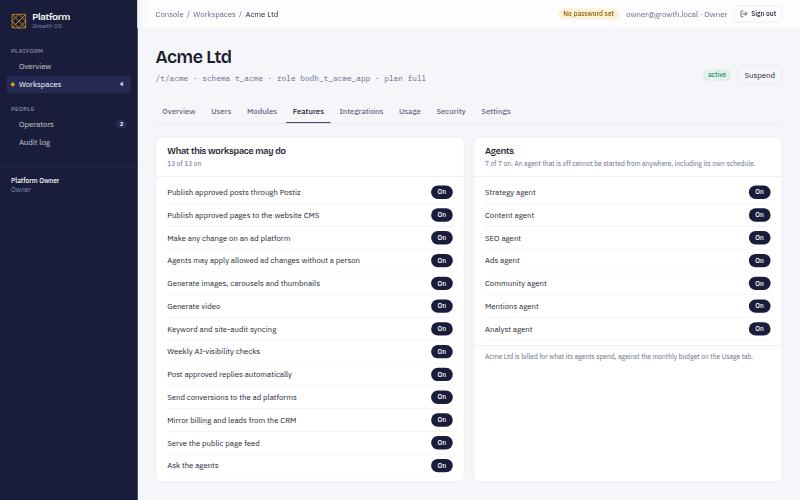 Platform
Growth OS
PLATFORM
Overview
Workspaces 4
PEOPLE
Operators 2
Audit log
Platform Owner
Owner
Console / Workspaces / Acme Ltd
No password set owner@growth.local · Owner Sign out
Acme Ltd
/t/acme · schema t_acme · role bodh_t_acme_app · plan full
active Suspend
Overview Users Modules Features Integrations Usage Security Settings
What this workspace may do
13 of 13 on
Publish approved posts through Postiz On
Publish approved pages to the website CMS On
Make any change on an ad platform On
Agents may apply allowed ad changes without a person On
Generate images, carousels and thumbnails On
Generate video On
Keyword and site-audit syncing On
Weekly AI-visibility checks On
Post approved replies automatically On
Send conversions to the ad platforms On
Mirror billing and leads from the CRM On
Serve the public page feed On
Ask the agents On
Agents
7 of 7 on. An agent that is off cannot be started from anywhere, including its own schedule.
Strategy agent On
Content agent On
SEO agent On
Ads agent On
Community agent On
Mentions agent On
Analyst agent On
Acme Ltd is billed for what its agents spend, against the monthly budget on the Usage tab.